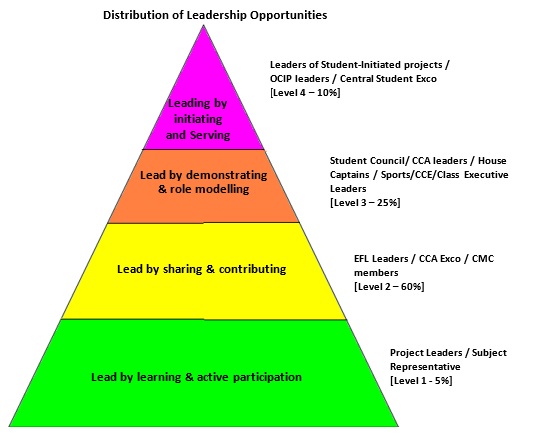 Distribution of Leadership Opportunities
Leaders of Student-Initiated projects /
OCIP leaders / Central Student Exco
[Level 4 – 10%]
Leading by
initiating
and Serving
Student Council/ CCA leaders / House
Captains / Sports/CCE/Class Executive
Leaders
[Level 3 – 25%]
Lead by demonstrating
& role modelling
EFL Leaders / CCA Exco / CMC
members
[Level 2 – 60%]
Lead by sharing & contributing
Project Leaders / Subject
Representative
[Level 1 - 5%]
Lead by learning & active participation